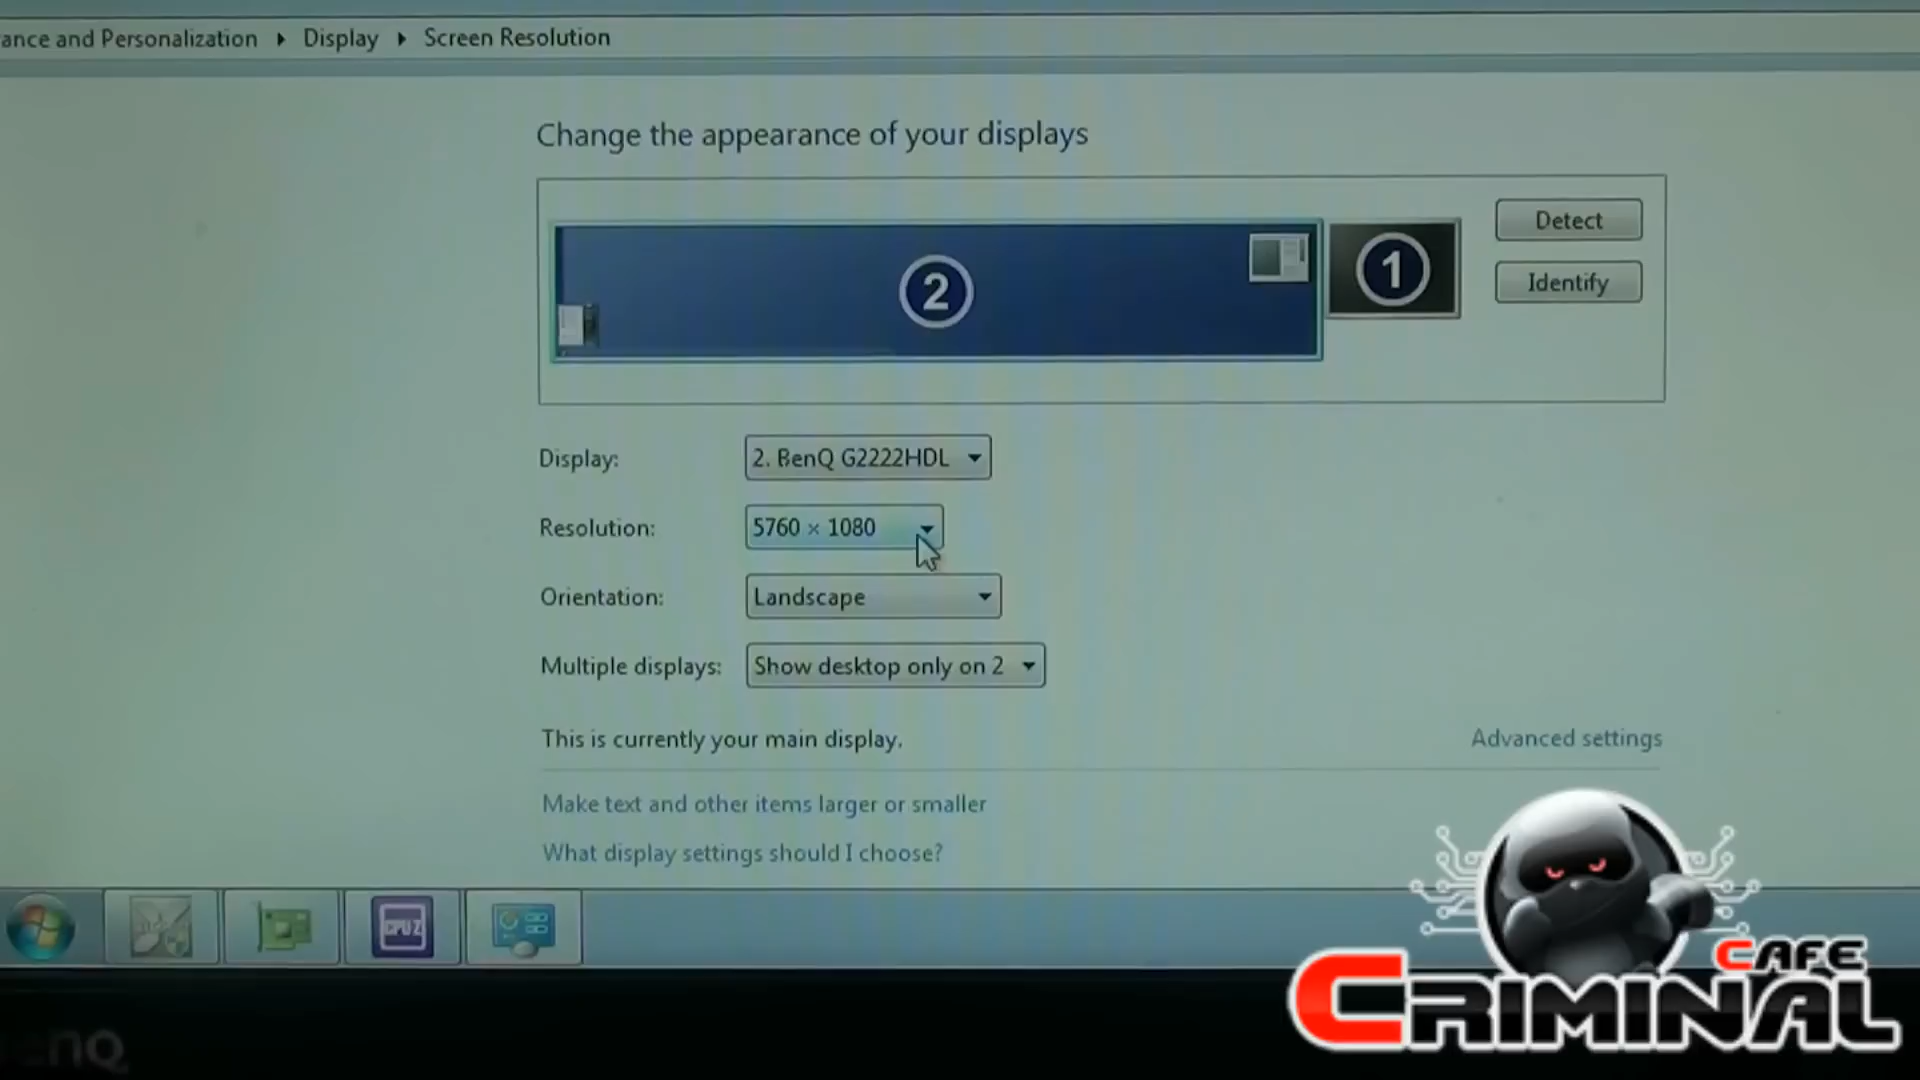 ance and Personalization ▸ Display ▸ Screen Resolution
Change the appearance of your displays
2
1
Detect
Identify
Display: 2. BenQ G2222HDL
Resolution: 5760 × 1080
Orientation: Landscape
Multiple displays: Show desktop only on 2
This is currently your main display.
Advanced settings
Make text and other items larger or smaller
What display settings should I choose?
CPU Z
BenQ
CAFE
CRIMINAL